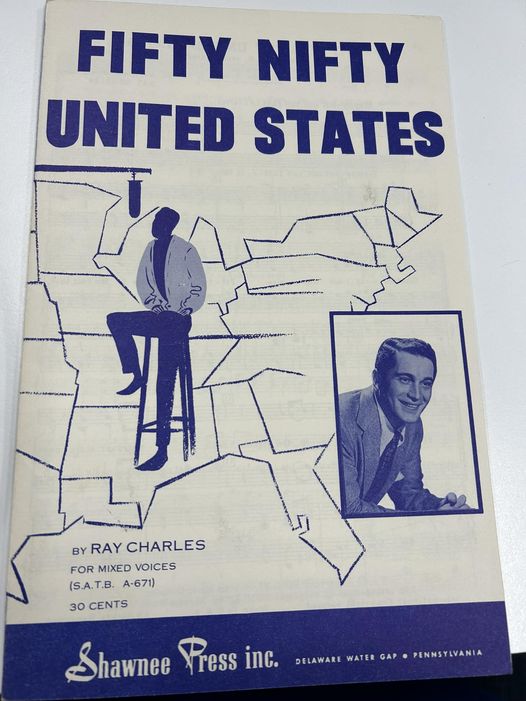 FIFTY NIFTY
UNITED STATES
BY RAY CHARLES
FOR MIXED VOICES
(S.A.T.B. A-671)
30 CENTS
Shawnee Press inc. DELAWARE WATER GAP • PENNSYLVANIA